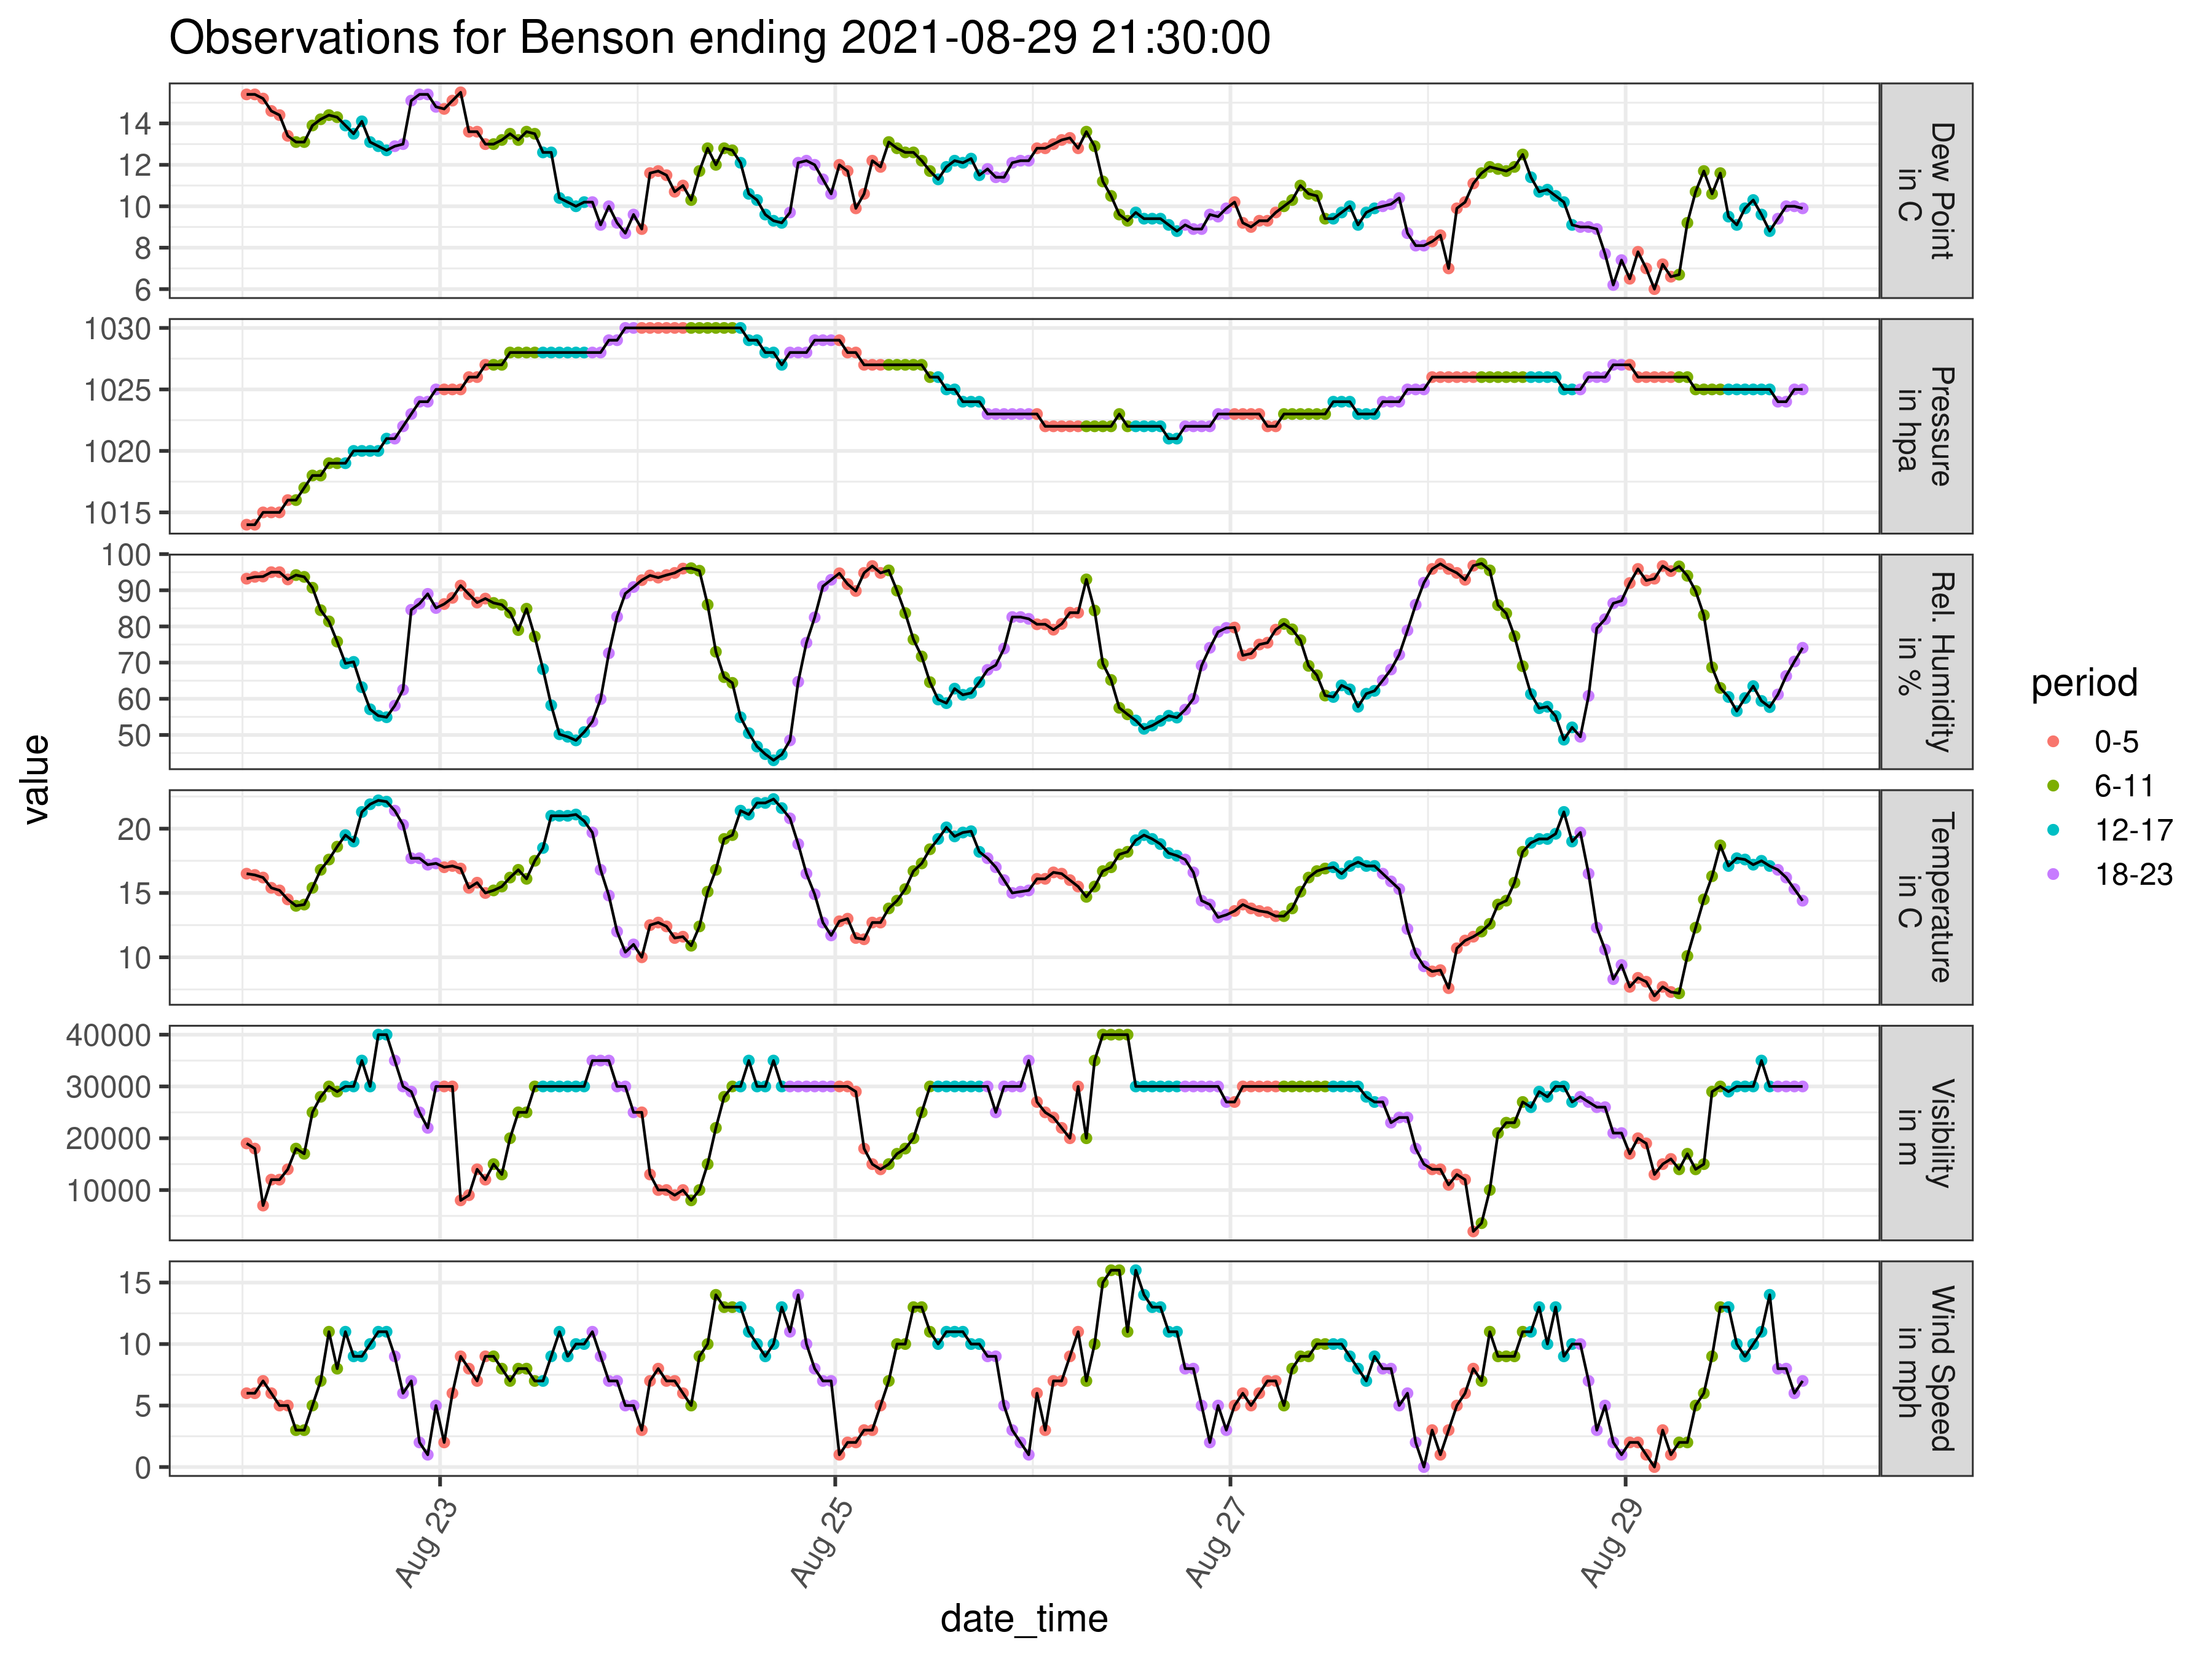 Observations for Benson ending 2021-08-29 21:30:00
value
14
12
10
8
6
Dew Point
in C
1030
1025
1020
1015
Pressure
in hpa
100
90
80
70
60
50
Rel. Humidity
in %
20
15
10
Temperature
in C
40000
30000
20000
10000
Visibility
in m
15
10
5
0
Wind Speed
in mph
Aug 23
Aug 25
Aug 27
Aug 29
date_time
period
0-5
6-11
12-17
18-23